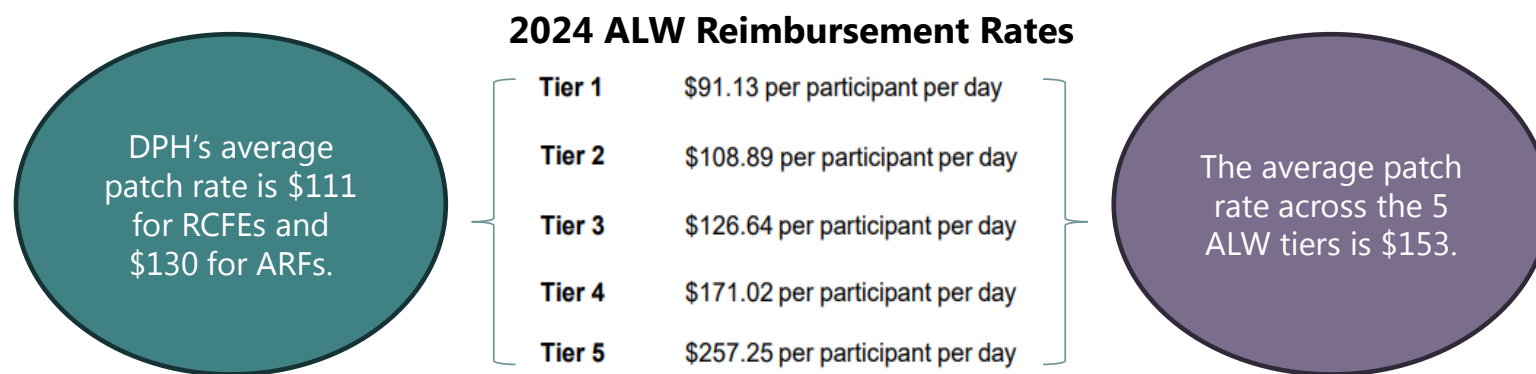 2024 ALW Reimbursement Rates
DPH’s average
patch rate is $111
for RCFEs and
$130 for ARFs.
Tier 1 $91.13 per participant per day
Tier 2 $108.89 per participant per day
Tier 3 $126.64 per participant per day
Tier 4 $171.02 per participant per day
Tier 5 $257.25 per participant per day
The average patch
rate across the 5
ALW tiers is $153.